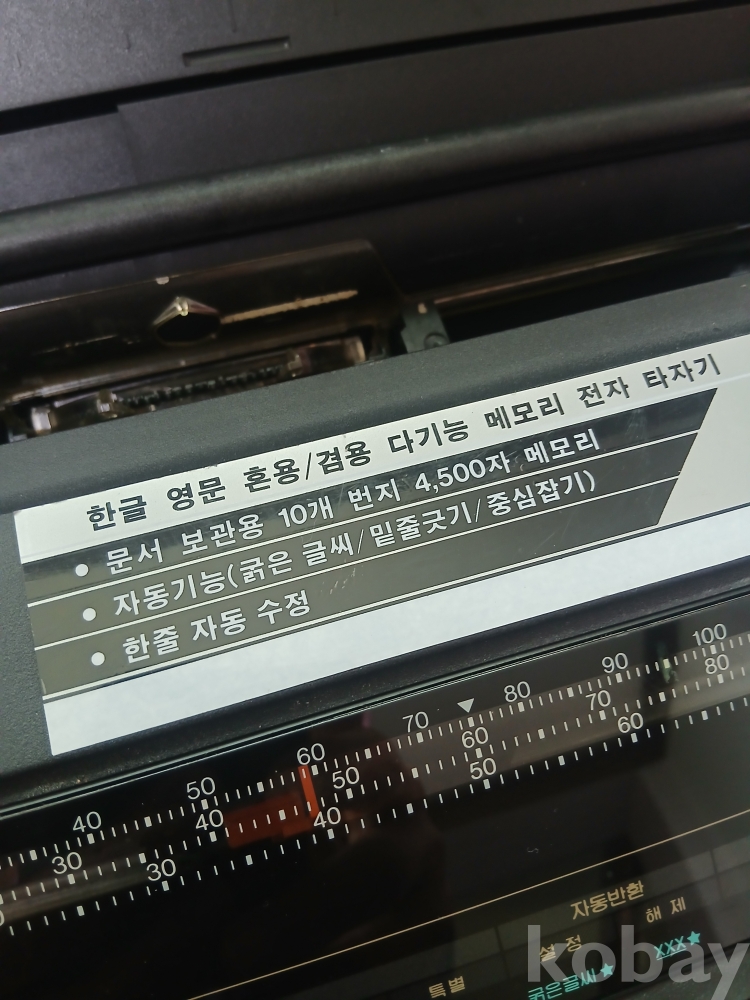 한글 영문 혼용/겸용 다기능 메모리 전자 타자기
• 문서 보관용 10개 번지 4,500자 메모리
• 자동기능(굵은 글씨/밑줄긋기/중심잡기)
• 한줄 자동 수정
40 50 60 70 80 90 100
30 40 50 60 70 80
30 40 50 60
자동반환
설정 해제
특별 굵은글씨★ XXX★
kobay